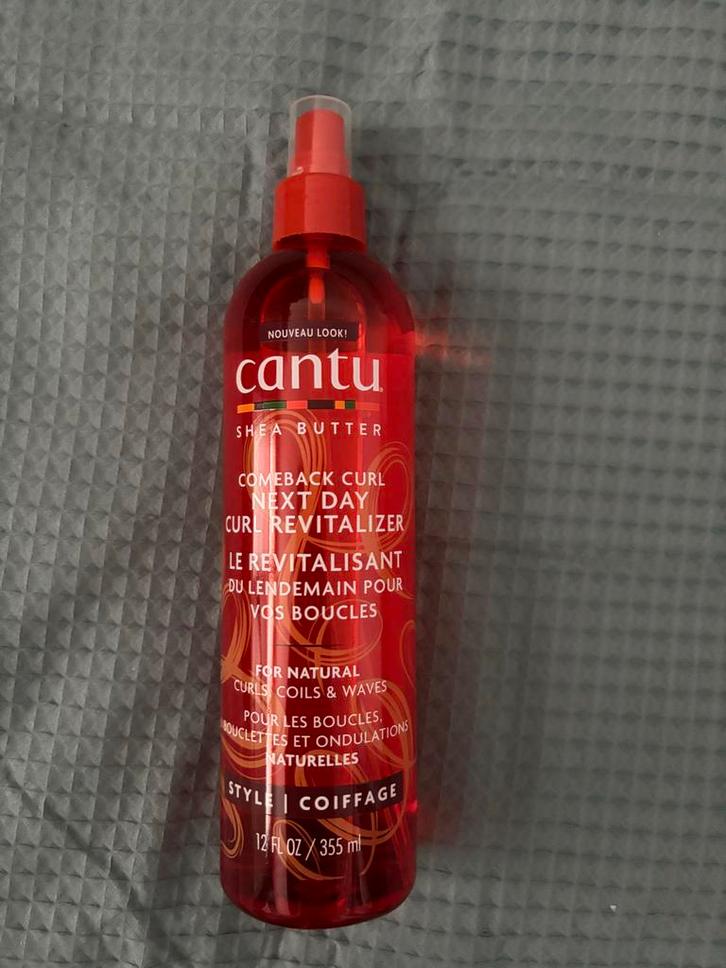 NOUVEAU LOOK!
cantu
SHEA BUTTER
COMEBACK CURL
NEXT DAY
CURL REVITALIZER
LE REVITALISANT
DU LENDEMAIN POUR
VOS BOUCLES
FOR NATURAL
CURLS, COILS & WAVES
POUR LES BOUCLES,
BOUCLETTES ET ONDULATIONS
NATURELLES
STYLE | COIFFAGE
12 FL OZ / 355 ml